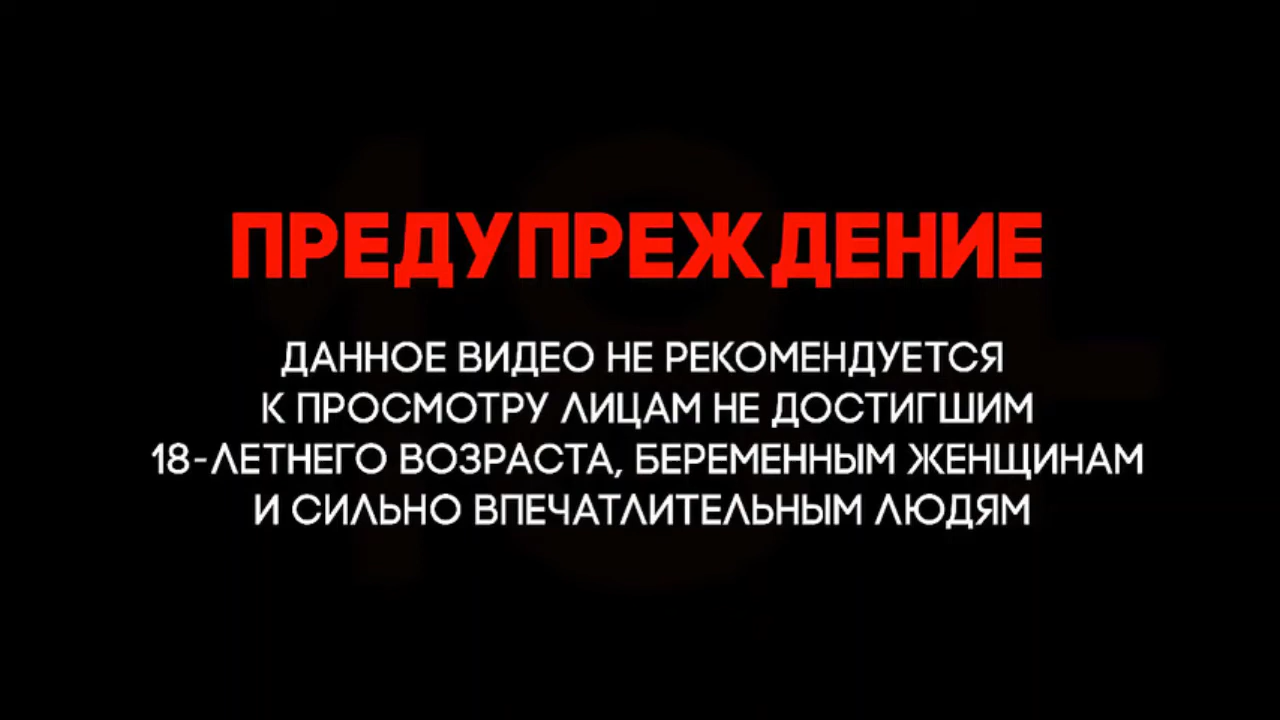 ПРЕДУПРЕЖДЕНИЕ
ДАННОЕ ВИДЕО НЕ РЕКОМЕНДУЕТСЯ
К ПРОСМОТРУ ЛИЦАМ НЕ ДОСТИГШИМ
18-ЛЕТНЕГО ВОЗРАСТА, БЕРЕМЕННЫМ ЖЕНЩИНАМ
И СИЛЬНО ВПЕЧАТЛИТЕЛЬНЫМ ЛЮДЯМ